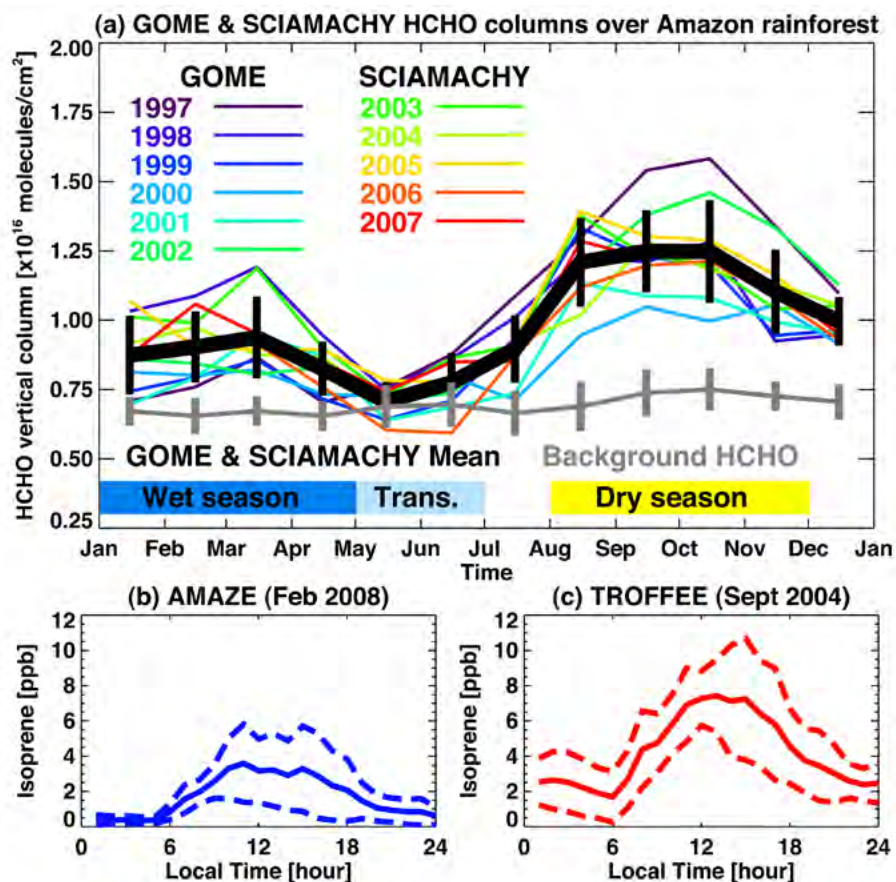 (a) GOME & SCIAMACHY HCHO columns over Amazon rainforest
HCHO vertical column [x10¹⁶ molecules/cm²]
2.00
1.75
1.50
1.25
1.00
0.75
0.50
0.25
GOME
1997
1998
1999
2000
2001
2002
SCIAMACHY
2003
2004
2005
2006
2007
GOME & SCIAMACHY Mean
Background HCHO
Wet season
Trans.
Dry season
Jan Feb Mar Apr May Jun Jul Aug Sep Oct Nov Dec Jan
Time
(b) AMAZE (Feb 2008)
Isoprene [ppb]
12
10
8
6
4
2
0
0 6 12 18 24
Local Time [hour]
(c) TROFFEE (Sept 2004)
Isoprene [ppb]
12
10
8
6
4
2
0
0 6 12 18 24
Local Time [hour]